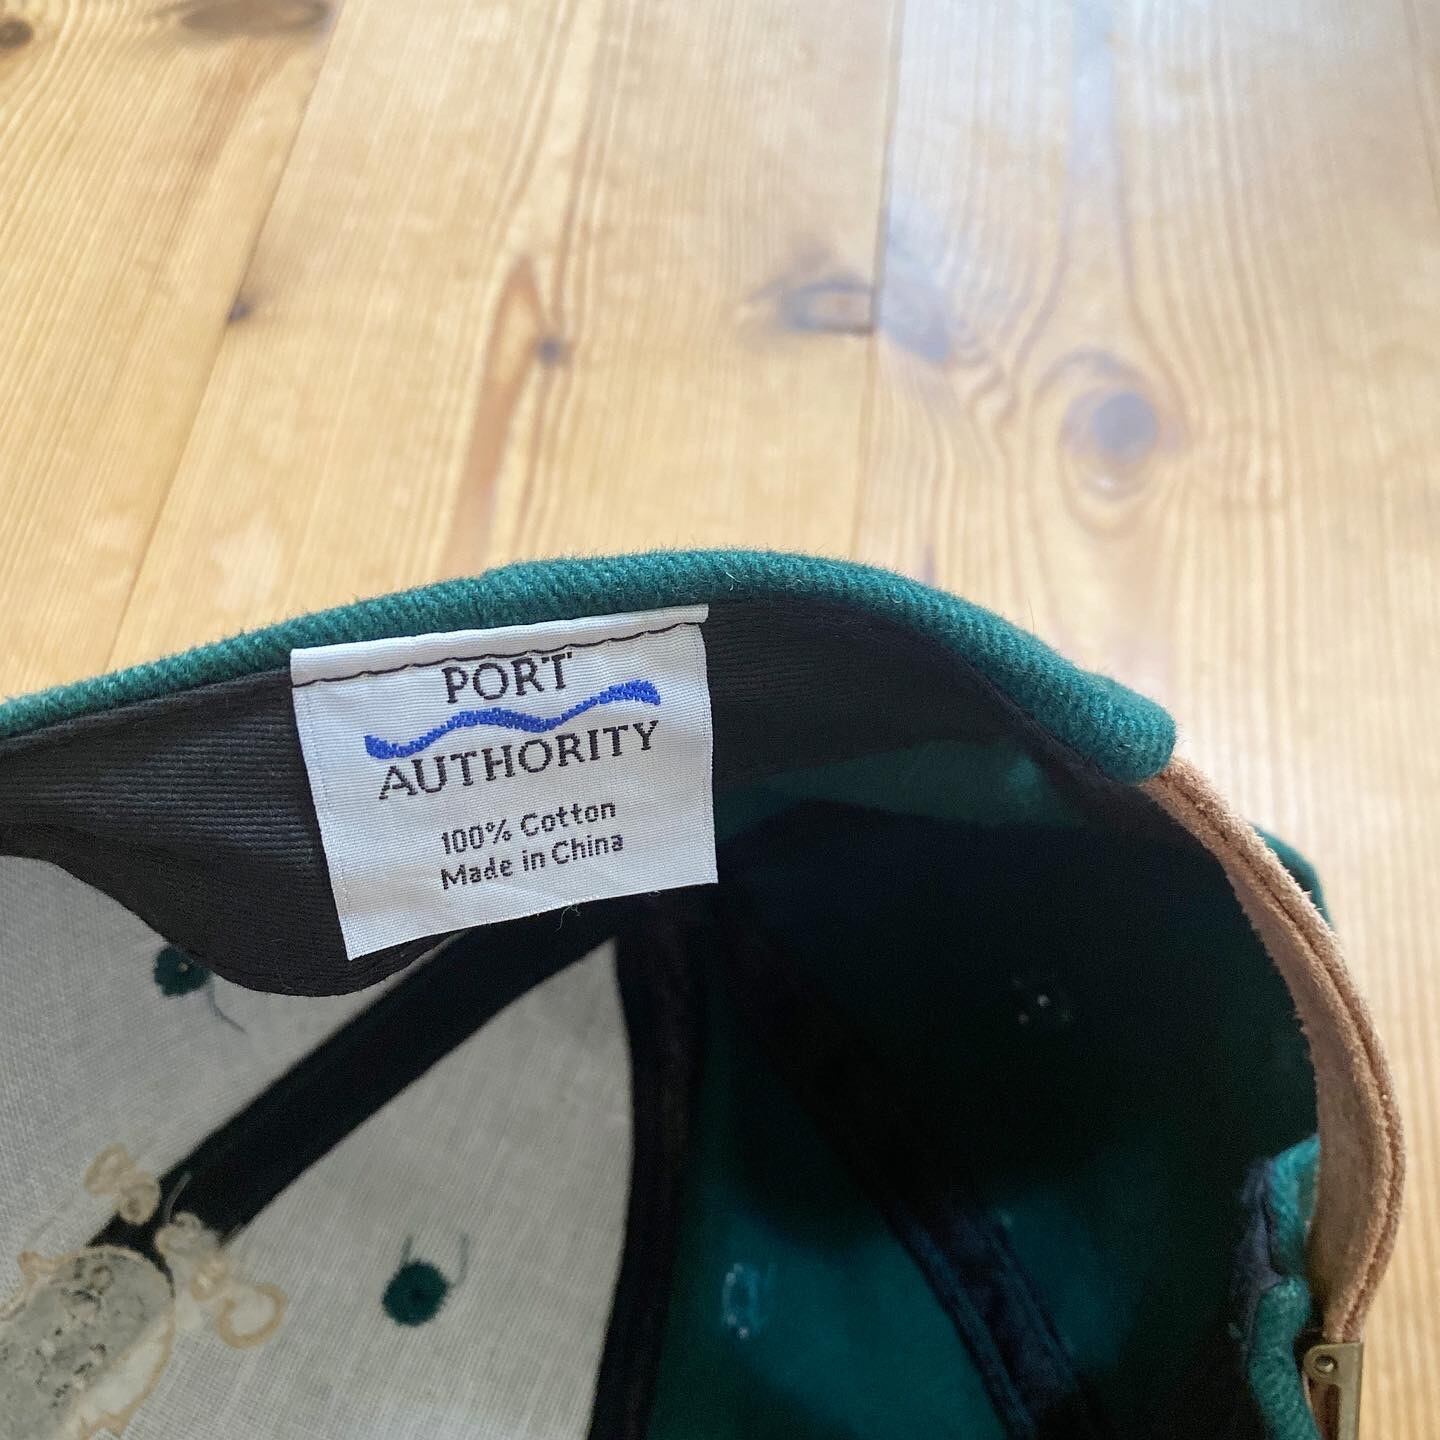 PORT
AUTHORITY
100% Cotton
Made in China